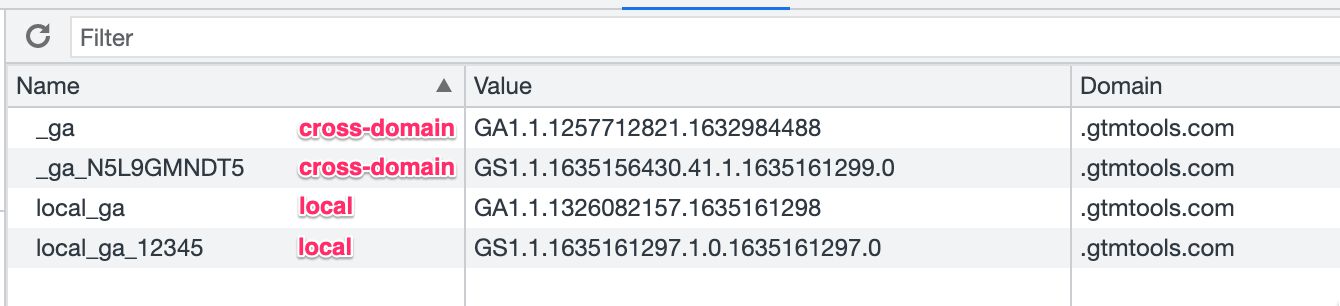 Filter
Name Value Domain
_ga cross-domain GA1.1.1257712821.1632984488 .gtmtools.com
_ga_N5L9GMNDT5 cross-domain GS1.1.1635156430.41.1.1635161299.0 .gtmtools.com
local_ga local GA1.1.1326082157.1635161298 .gtmtools.com
local_ga_12345 local GS1.1.1635161297.1.0.1635161297.0 .gtmtools.com